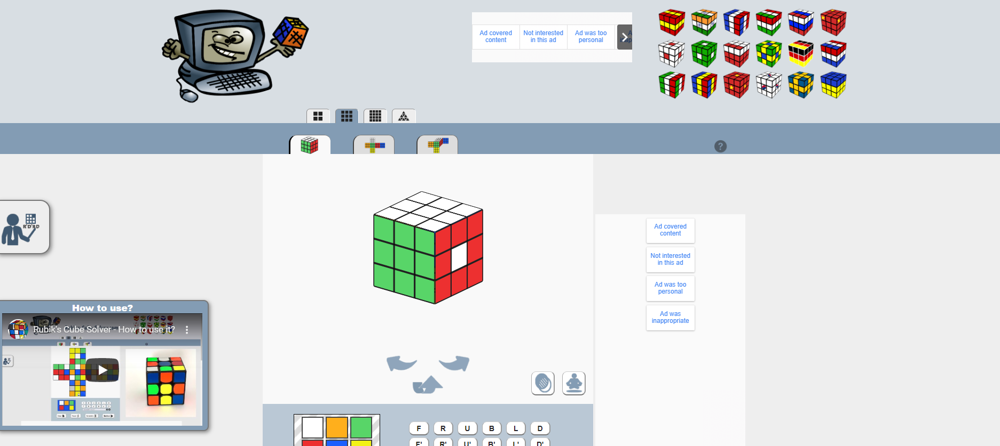 Ad covered
content
Not interested
in this ad
Ad was too
personal
?
R'D'RD
Ad covered
content
Not interested
in this ad
Ad was too
personal
Ad was
inappropriate
How to use?
Rubik's Cube Solver - How to use it?
F R U B L D
F' R' U' B' L' D'